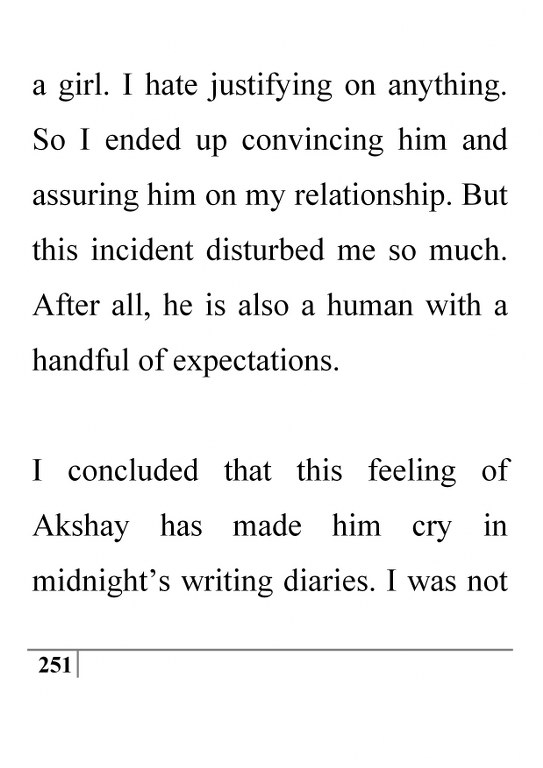 a girl. I hate justifying on anything.
So I ended up convincing him and
assuring him on my relationship. But
this incident disturbed me so much.
After all, he is also a human with a
handful of expectations.
I concluded that this feeling of
Akshay has made him cry in
midnight’s writing diaries. I was not
251